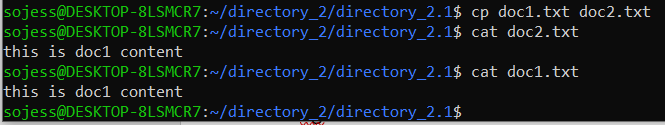 sojess@DESKTOP-8LSMCR7:~/directory_2/directory_2.1$ cp doc1.txt doc2.txt
sojess@DESKTOP-8LSMCR7:~/directory_2/directory_2.1$ cat doc2.txt
this is doc1 content
sojess@DESKTOP-8LSMCR7:~/directory_2/directory_2.1$ cat doc1.txt
this is doc1 content
sojess@DESKTOP-8LSMCR7:~/directory_2/directory_2.1$